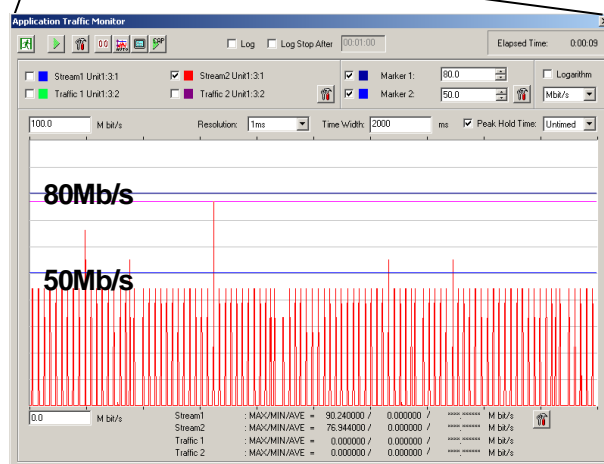 Application Traffic Monitor
AUTO CAP Log Log Stop After 00:01:00 Elapsed Time: 0:00:09
Stream1 Unit1:3:1 Stream2 Unit1:3:1 Marker 1: 80.0 Logarithm
Traffic 1 Unit1:3:2 Traffic 2 Unit1:3:2 Marker 2: 50.0 Mbit/s
100.0 M bit/s Resolution: 1ms Time Width: 2000 ms Peak Hold Time: Untimed
80Mb/s
50Mb/s
0.0 M bit/s
Stream1 : MAX/MIN/AVE = 90.240000 / 0.000000 / ****.****** M bit/s
Stream2 : MAX/MIN/AVE = 76.944000 / 0.000000 / ****.****** M bit/s
Traffic 1 : MAX/MIN/AVE = 0.000000 / 0.000000 / ****.****** M bit/s
Traffic 2 : MAX/MIN/AVE = 0.000000 / 0.000000 / ****.****** M bit/s